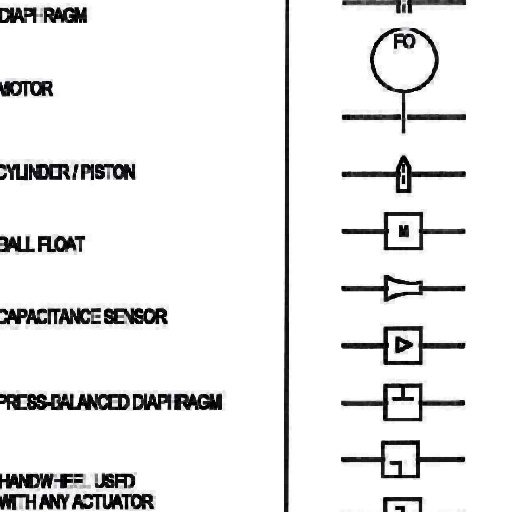 DIAPHRAGM
FO
MOTOR
CYLINDER / PISTON
M
BALL FLOAT
CAPACITANCE SENSOR
PRESS-BALANCED DIAPHRAGM
HANDWHEEL USED
WITH ANY ACTUATOR